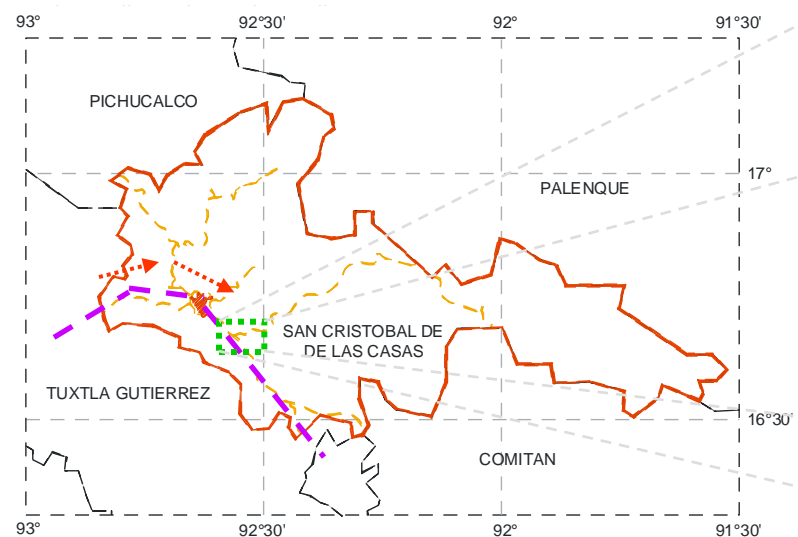 93°
92°30'
92°
91°30'
PICHUCALCO
17°
PALENQUE
SAN CRISTOBAL DE
DE LAS CASAS
TUXTLA GUTIERREZ
16°30'
COMITAN
93°
92°30'
92°
91°30'